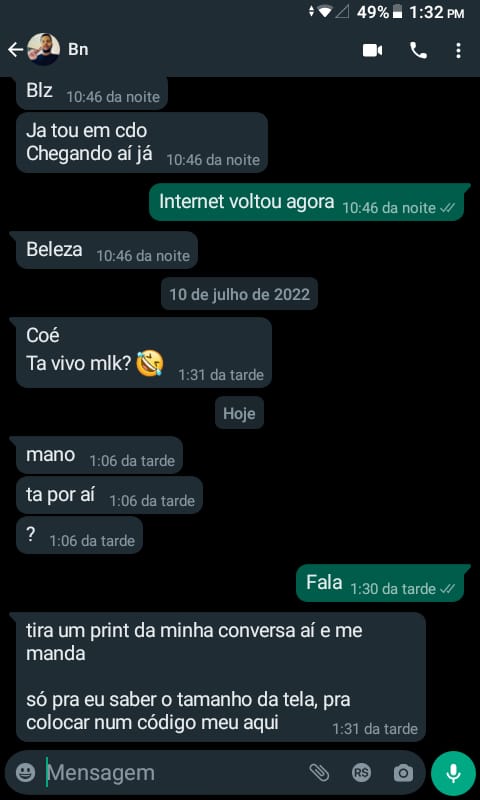 49% 1:32 PM
Bn
Blz 10:46 da noite
Ja tou em cdo
Chegando aí já 10:46 da noite
Internet voltou agora 10:46 da noite
Beleza 10:46 da noite
10 de julho de 2022
Coé
Ta vivo mlk? 🤣 1:31 da tarde
Hoje
mano 1:06 da tarde
ta por aí 1:06 da tarde
? 1:06 da tarde
Fala 1:30 da tarde
tira um print da minha conversa aí e me
manda
só pra eu saber o tamanho da tela, pra
colocar num código meu aqui 1:31 da tarde
Mensagem RS